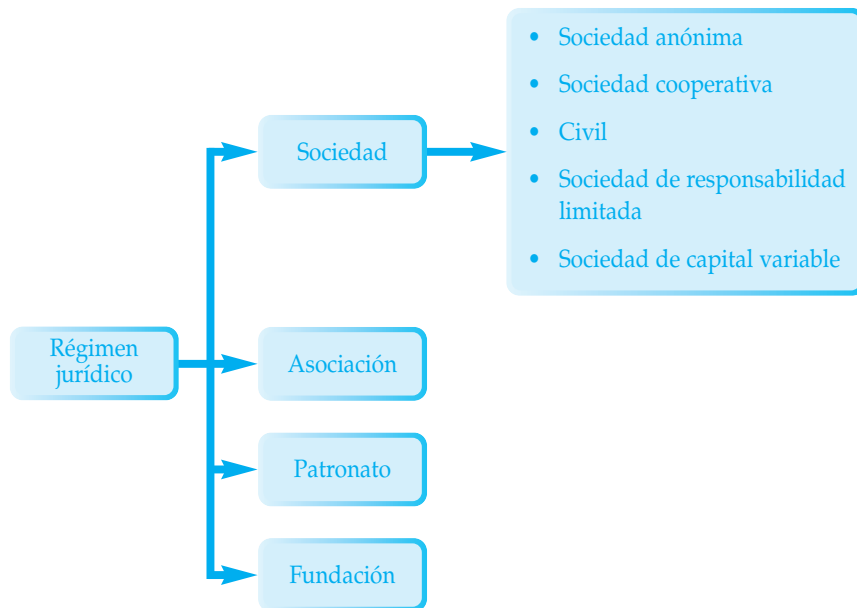 • Sociedad anónima
• Sociedad cooperativa
• Civil
• Sociedad de responsabilidad
limitada
• Sociedad de capital variable
Sociedad
Régimen
jurídico
Asociación
Patronato
Fundación